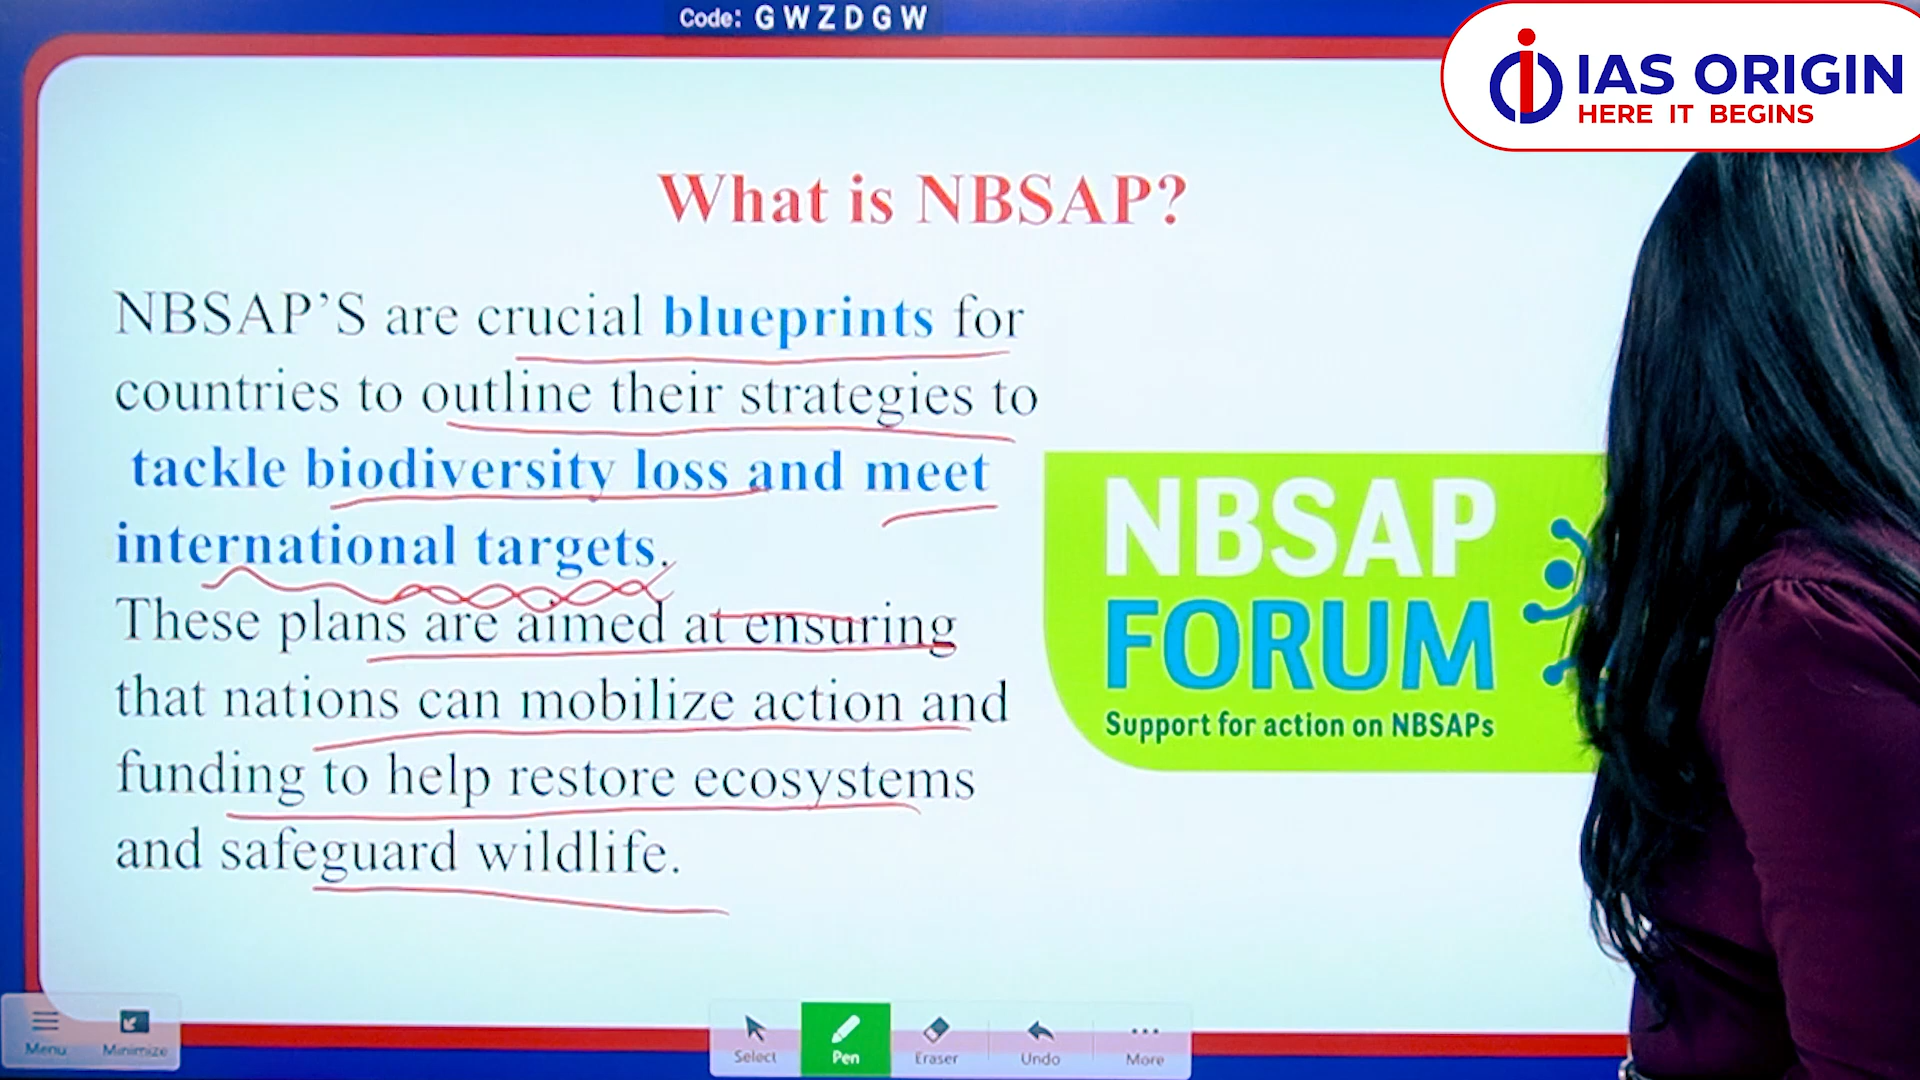 Code: GWZDGW
IAS ORIGIN
HERE IT BEGINS
What is NBSAP?
NBSAP’S are crucial blueprints for
countries to outline their strategies to
tackle biodiversity loss and meet
international targets.
These plans are aimed at ensuring
that nations can mobilize action and
funding to help restore ecosystems
and safeguard wildlife.
NBSAP
FORUM
Support for action on NBSAPs
Menu Minimize Select Pen Eraser Undo More